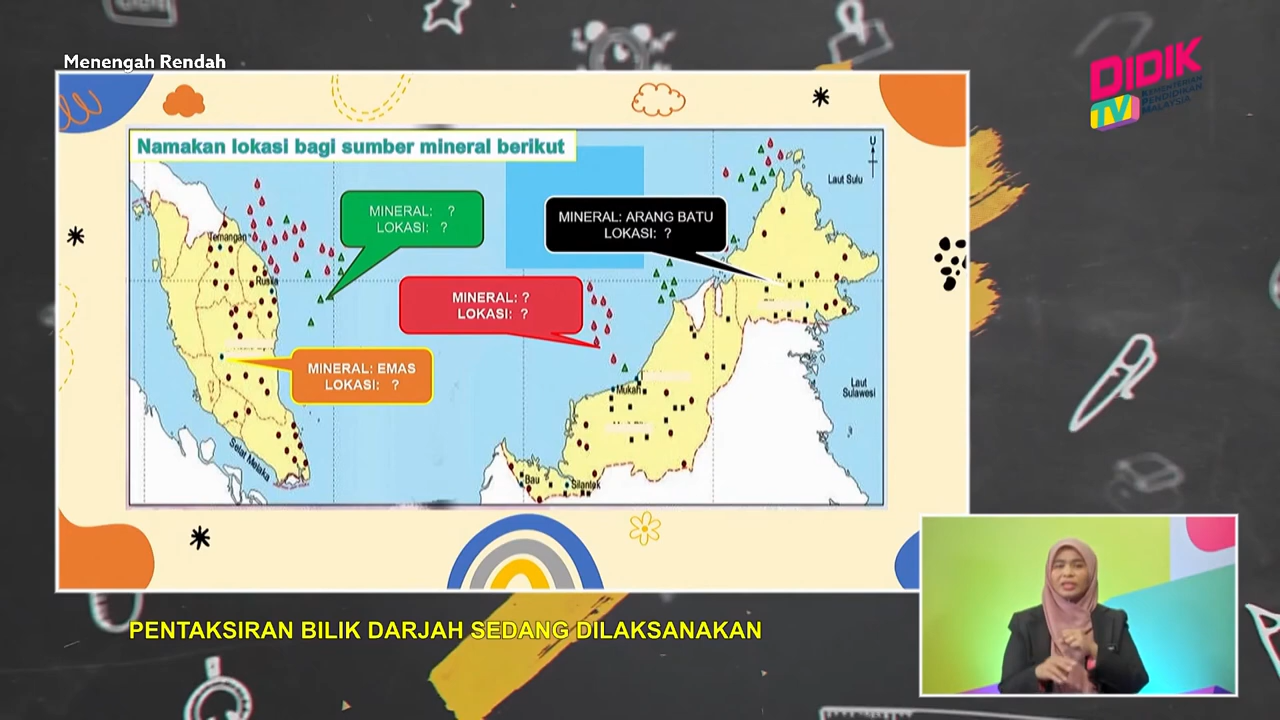 Menengah Rendah
DIDIK
TV
KEMENTERIAN
PENDIDIKAN
MALAYSIA
Namakan lokasi bagi sumber mineral berikut
U
Laut Sulu
MINERAL: ?
LOKASI: ?
MINERAL: ARANG BATU
LOKASI: ?
Temangan
MINERAL: ?
LOKASI: ?
MINERAL: EMAS
LOKASI: ?
Mukah
Laut
Sulawesi
Selat Melaka
Bau
Silantek
PENTAKSIRAN BILIK DARJAH SEDANG DILAKSANAKAN